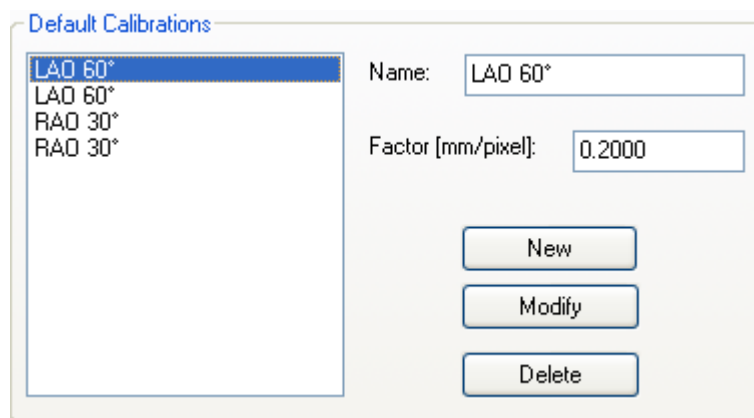 Default Calibrations
LAO 60°
LAO 60°
RAO 30°
RAO 30°
Name:
LAO 60°
Factor [mm/pixel]:
0.2000
New
Modify
Delete